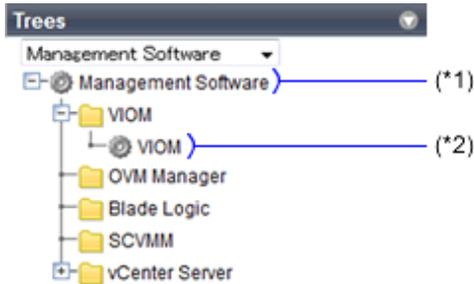 Trees
Management Software
Management Software (*1)
VIOM
VIOM (*2)
OVM Manager
Blade Logic
SCVMM
vCenter Server